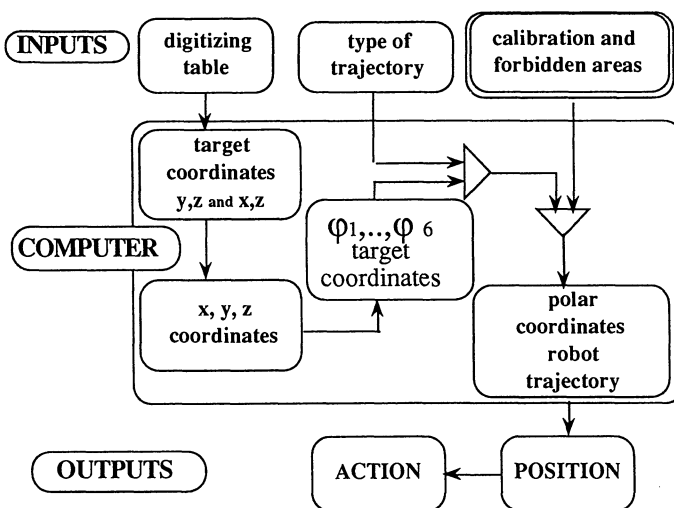 INPUTS
digitizing
table
type of
trajectory
calibration and
forbidden areas
target
coordinates
y,z and x,z
COMPUTER
φ1,..,φ 6
target
coordinates
x, y, z
coordinates
polar
coordinates
robot
trajectory
OUTPUTS
ACTION
POSITION